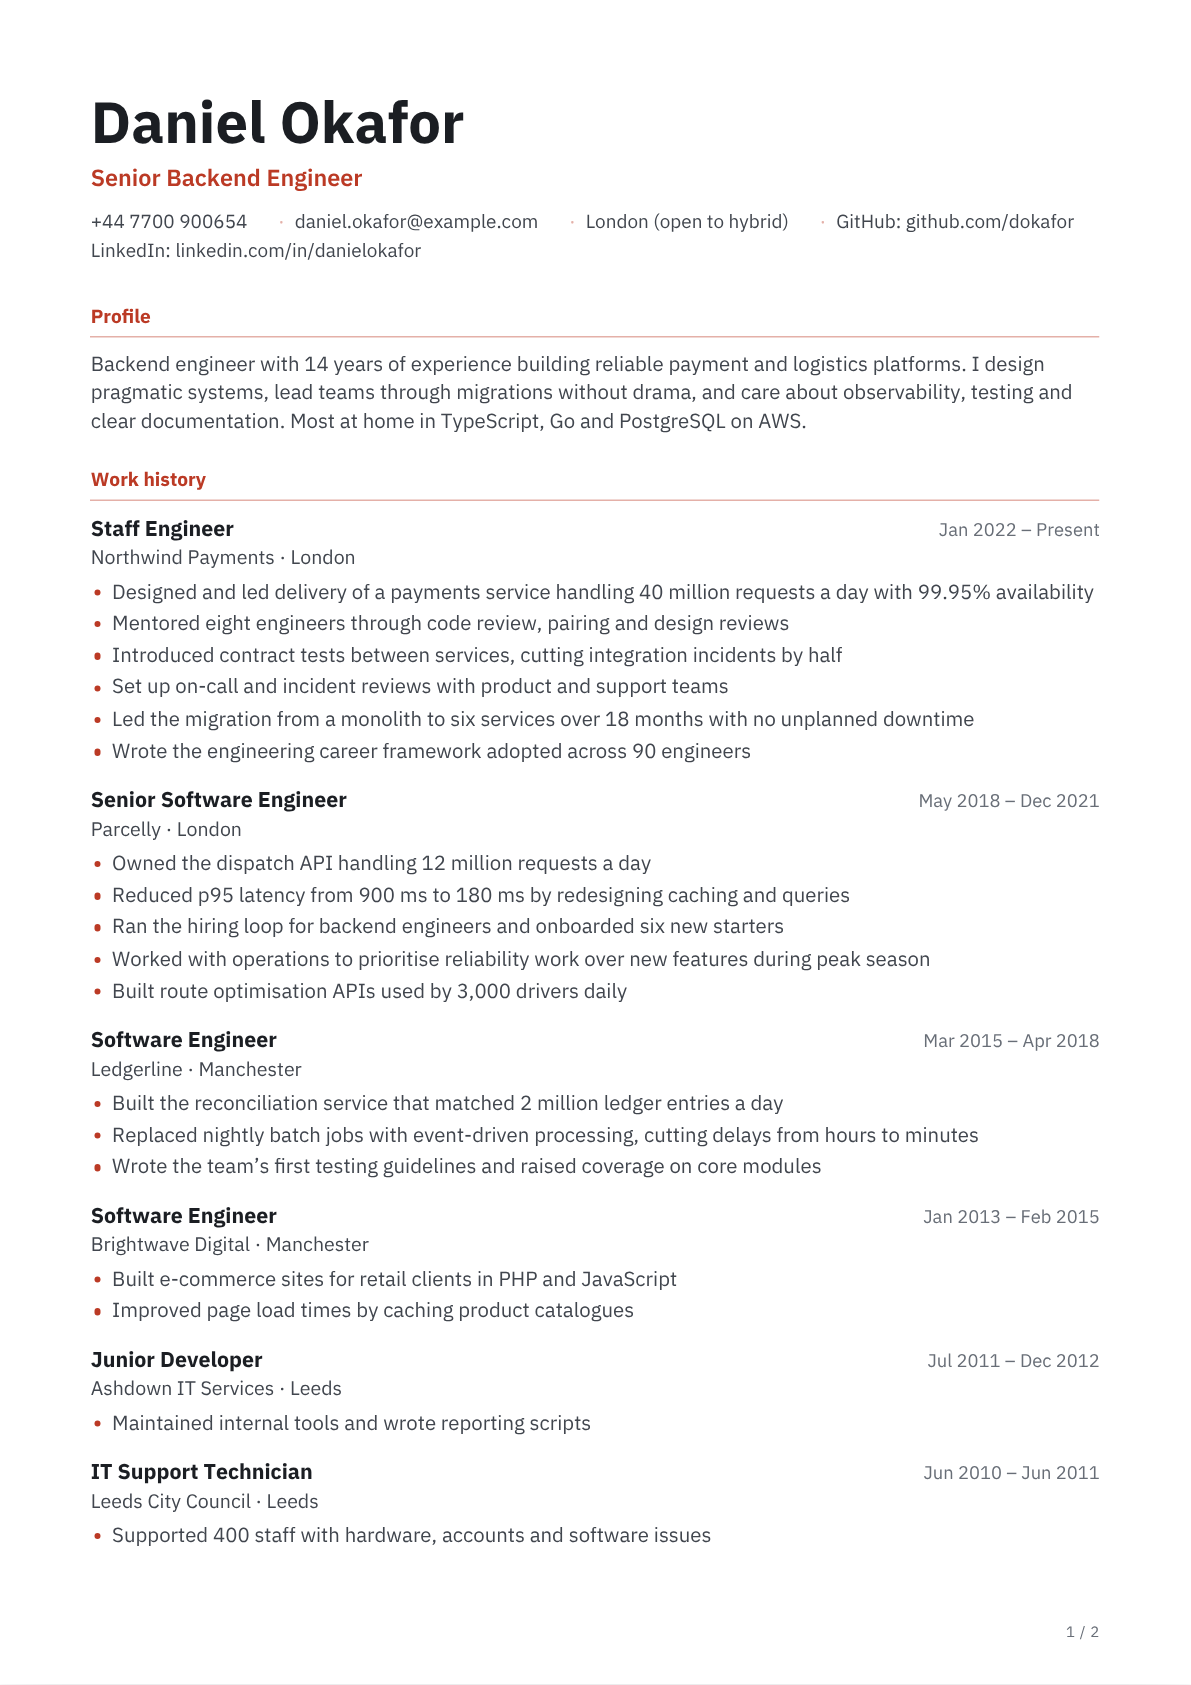 Daniel Okafor
Senior Backend Engineer
+44 7700 900654 · daniel.okafor@example.com · London (open to hybrid) · GitHub: github.com/dokafor
LinkedIn: linkedin.com/in/danielokafor
Profile
Backend engineer with 14 years of experience building reliable payment and logistics platforms. I design
pragmatic systems, lead teams through migrations without drama, and care about observability, testing and
clear documentation. Most at home in TypeScript, Go and PostgreSQL on AWS.
Work history
Staff Engineer Jan 2022 – Present
Northwind Payments · London
• Designed and led delivery of a payments service handling 40 million requests a day with 99.95% availability
• Mentored eight engineers through code review, pairing and design reviews
• Introduced contract tests between services, cutting integration incidents by half
• Set up on-call and incident reviews with product and support teams
• Led the migration from a monolith to six services over 18 months with no unplanned downtime
• Wrote the engineering career framework adopted across 90 engineers
Senior Software Engineer May 2018 – Dec 2021
Parcelly · London
• Owned the dispatch API handling 12 million requests a day
• Reduced p95 latency from 900 ms to 180 ms by redesigning caching and queries
• Ran the hiring loop for backend engineers and onboarded six new starters
• Worked with operations to prioritise reliability work over new features during peak season
• Built route optimisation APIs used by 3,000 drivers daily
Software Engineer Mar 2015 – Apr 2018
Ledgerline · Manchester
• Built the reconciliation service that matched 2 million ledger entries a day
• Replaced nightly batch jobs with event-driven processing, cutting delays from hours to minutes
• Wrote the team’s first testing guidelines and raised coverage on core modules
Software Engineer Jan 2013 – Feb 2015
Brightwave Digital · Manchester
• Built e-commerce sites for retail clients in PHP and JavaScript
• Improved page load times by caching product catalogues
Junior Developer Jul 2011 – Dec 2012
Ashdown IT Services · Leeds
• Maintained internal tools and wrote reporting scripts
IT Support Technician Jun 2010 – Jun 2011
Leeds City Council · Leeds
• Supported 400 staff with hardware, accounts and software issues
1 / 2